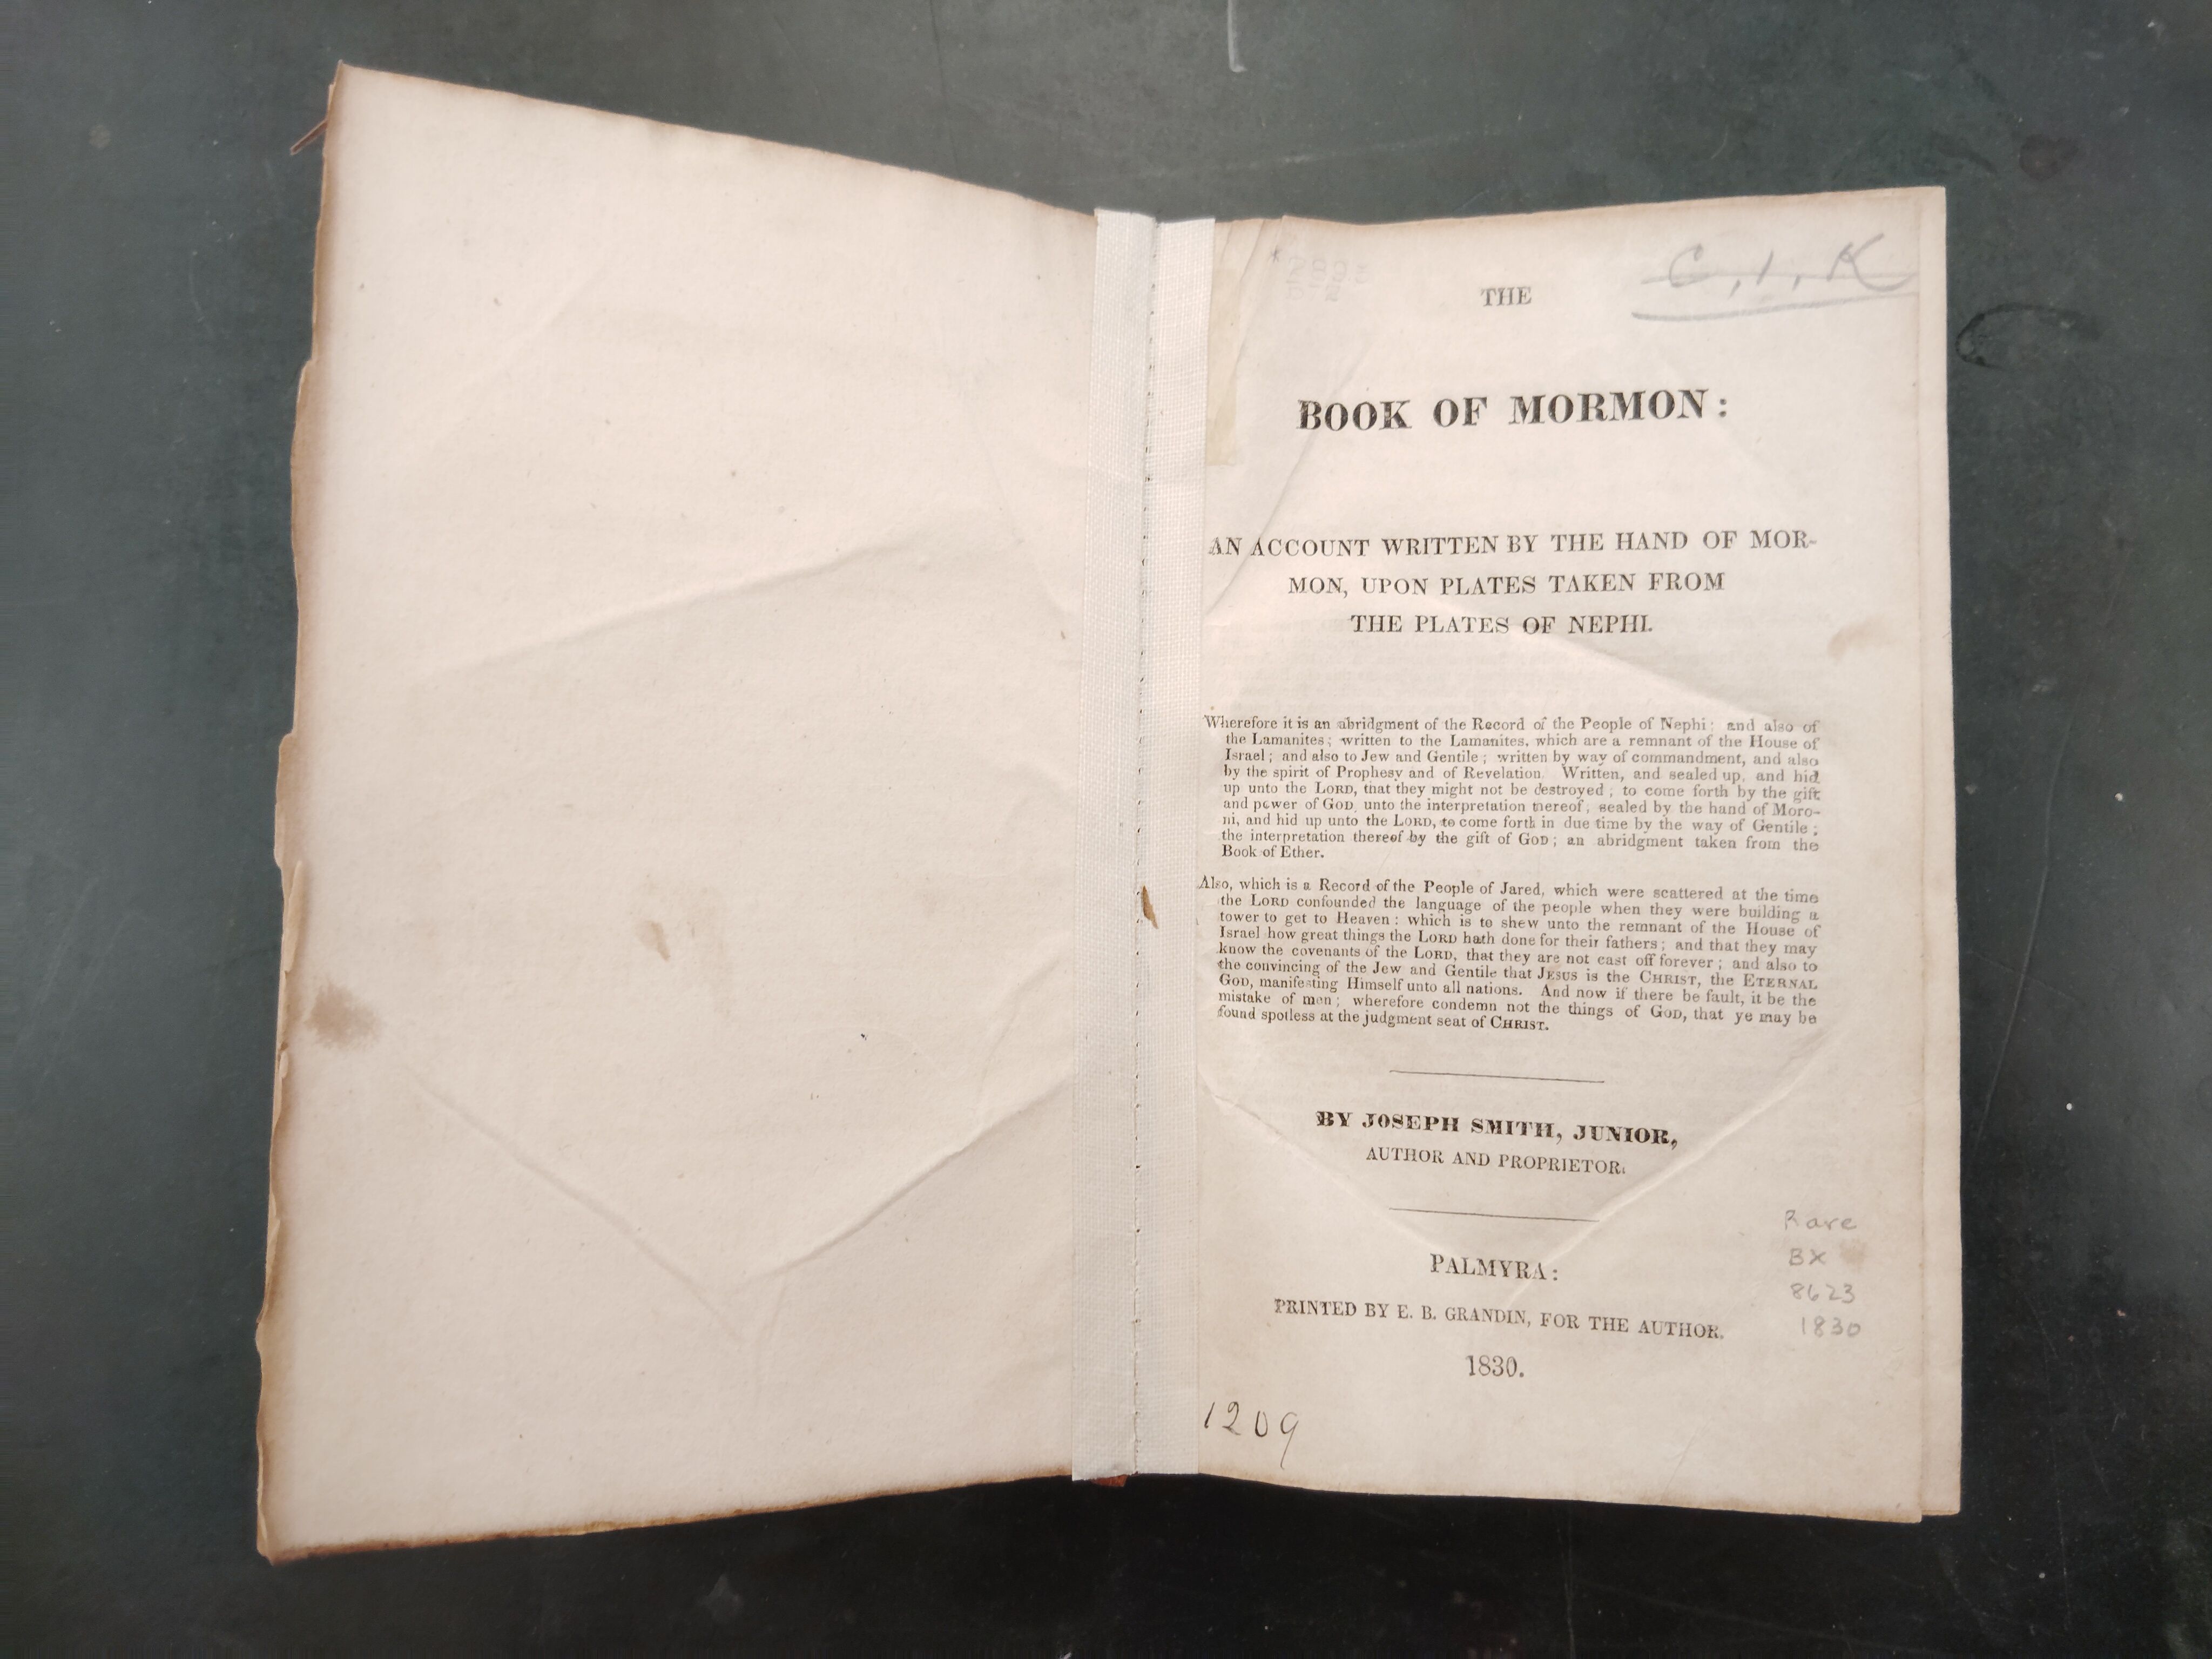 C, 1, K
THE
BOOK OF MORMON:
AN ACCOUNT WRITTEN BY THE HAND OF MOR-
MON, UPON PLATES TAKEN FROM
THE PLATES OF NEPHI.
Wherefore it is an abridgment of the Record of the People of Nephi; and also of
the Lamanites; written to the Lamanites, which are a remnant of the House of
Israel; and also to Jew and Gentile; written by way of commandment, and also
by the spirit of Prophesy and of Revelation. Written, and sealed up, and hid
up unto the LORD, that they might not be destroyed; to come forth by the gift
and power of GOD, unto the interpretation thereof; sealed by the hand of Moro-
ni, and hid up unto the LORD, to come forth in due time by the way of Gentile;
the interpretation thereof by the gift of GOD; an abridgment taken from the
Book of Ether.
Also, which is a Record of the People of Jared, which were scattered at the time
the LORD confounded the language of the people when they were building a
tower to get to Heaven: which is to shew unto the remnant of the House of
Israel how great things the LORD hath done for their fathers; and that they may
know the covenants of the LORD, that they are not cast off forever; and also to
the convincing of the Jew and Gentile that JESUS is the CHRIST, the ETERNAL
GOD, manifesting Himself unto all nations. And now if there be fault, it be the
mistake of men; wherefore condemn not the things of GOD, that ye may be
found spotless at the judgment seat of CHRIST.
BY JOSEPH SMITH, JUNIOR,
AUTHOR AND PROPRIETOR.
PALMYRA:
PRINTED BY E. B. GRANDIN, FOR THE AUTHOR.
1830.
Rare
BX
8623
1830
1209